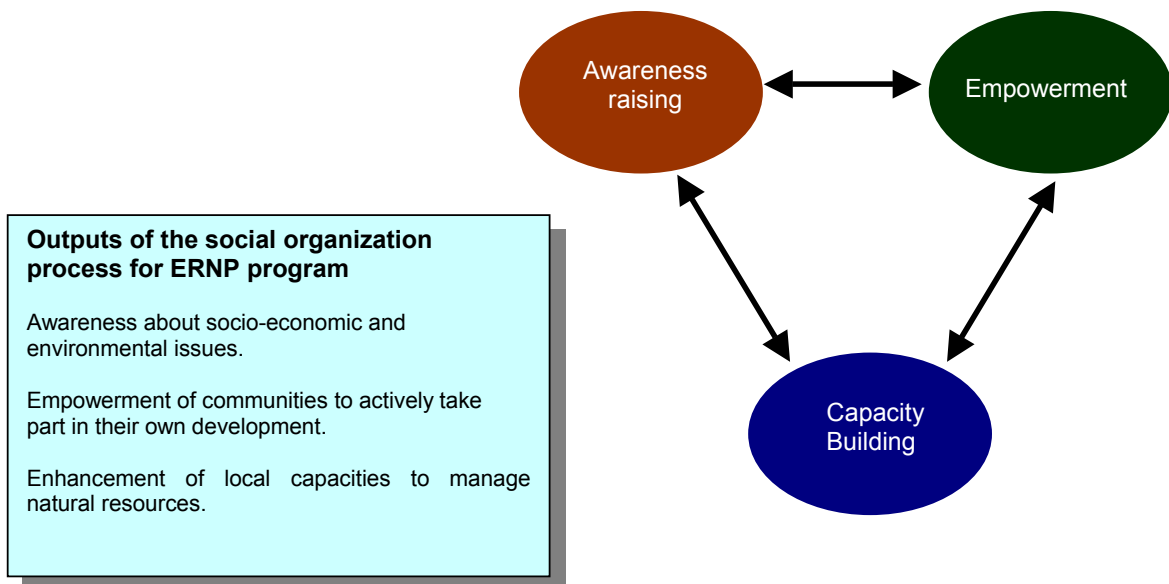 Awareness
raising
Empowerment
Outputs of the social organization
process for ERNP program
Awareness about socio-economic and
environmental issues.
Empowerment of communities to actively take
part in their own development.
Enhancement of local capacities to manage
natural resources.
Capacity
Building